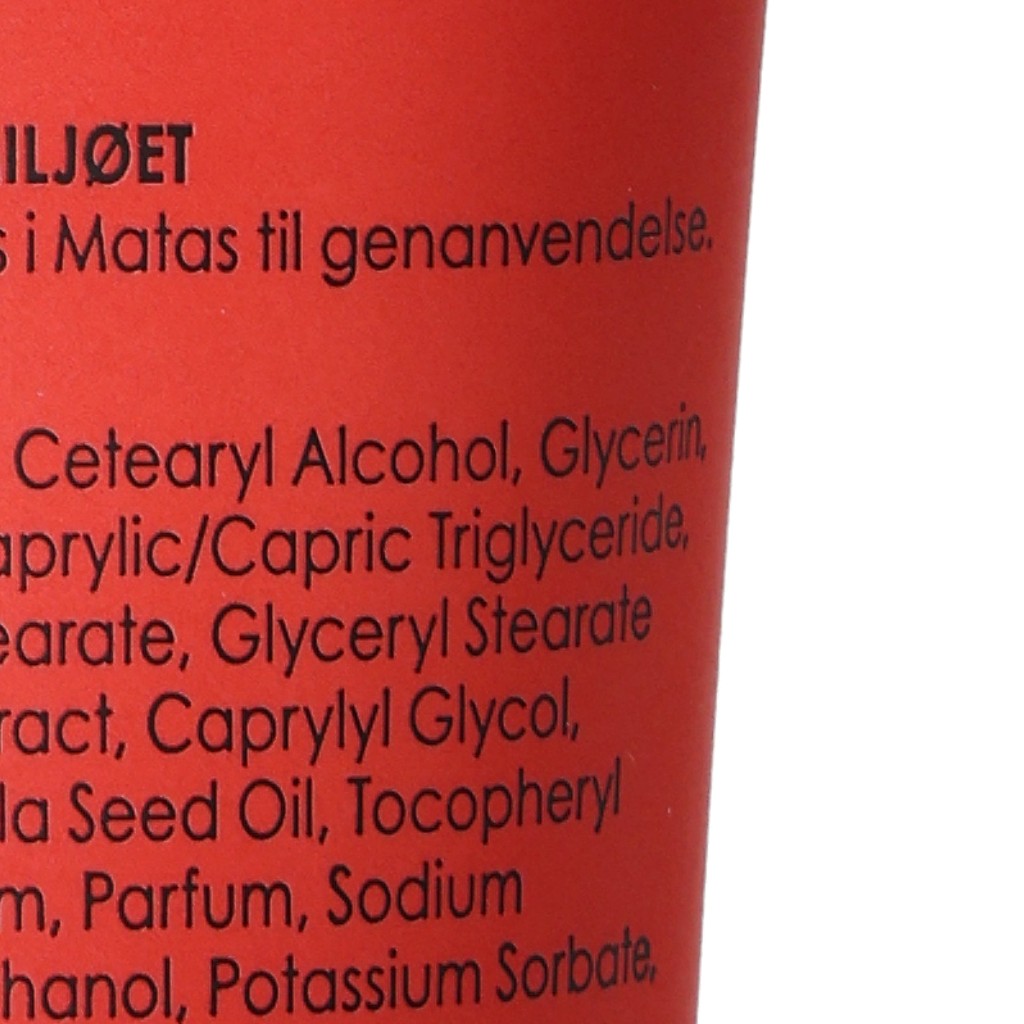 ILJØET
s i Matas til genanvendelse.
Cetearyl Alcohol, Glycerin,
aprylic/Capric Triglyceride,
earate, Glyceryl Stearate
ract, Caprylyl Glycol,
la Seed Oil, Tocopheryl
m, Parfum, Sodium
hanol, Potassium Sorbate,